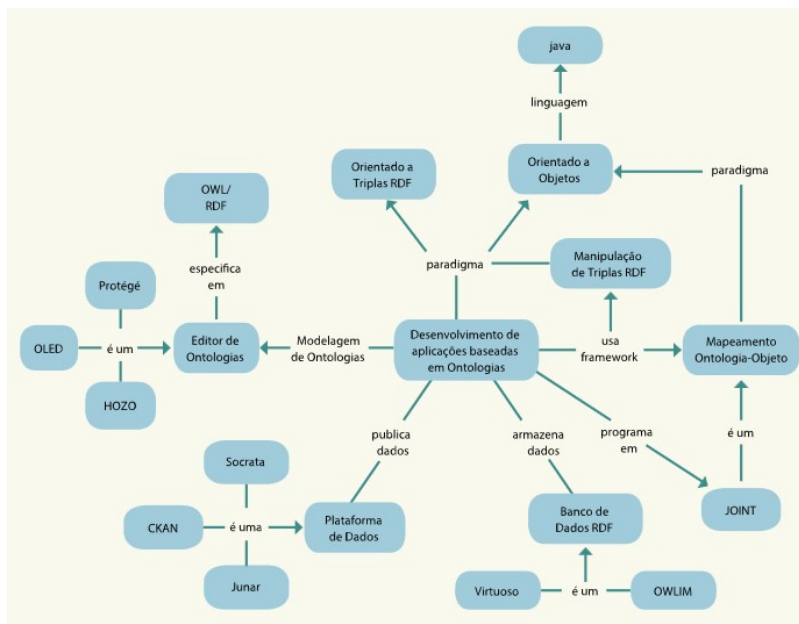 java
linguagem
Orientado a
Triplas RDF
Orientado a
Objetos
paradigma
OWL/
RDF
especifica
em
paradigma
Manipulação
de Triplas RDF
Protégé
OLED
é um
Editor de
Ontologias
Modelagem
de Ontologias
Desenvolvimento de
aplicações baseadas
em Ontologias
usa
framework
Mapeamento
Ontologia-Objeto
HOZO
publica
dados
armazena
dados
programa
em
é um
Socrata
CKAN
é uma
Plataforma
de Dados
Banco de
Dados RDF
JOINT
Junar
Virtuoso
é um
OWLIM